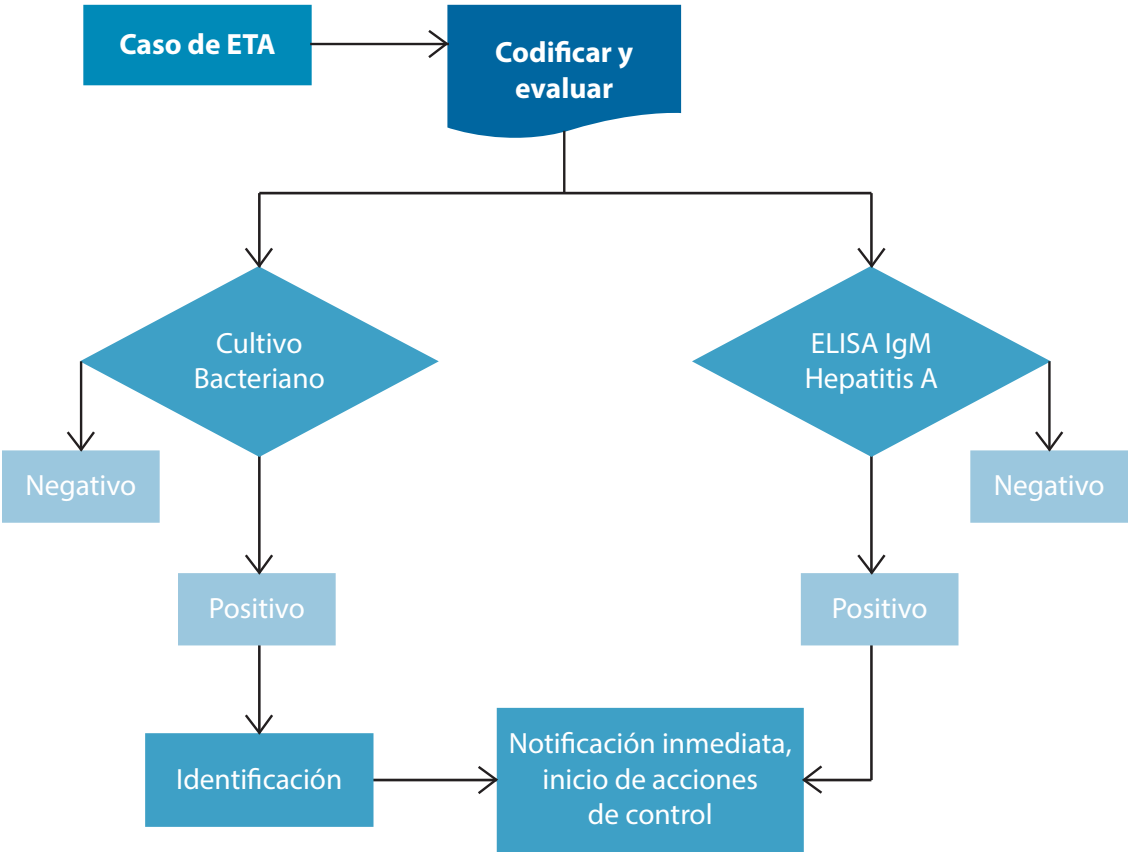 Caso de ETA
Codificar y
evaluar
Cultivo
Bacteriano
ELISA IgM
Hepatitis A
Negativo
Negativo
Positivo
Positivo
Identificación
Notificación inmediata,
inicio de acciones
de control